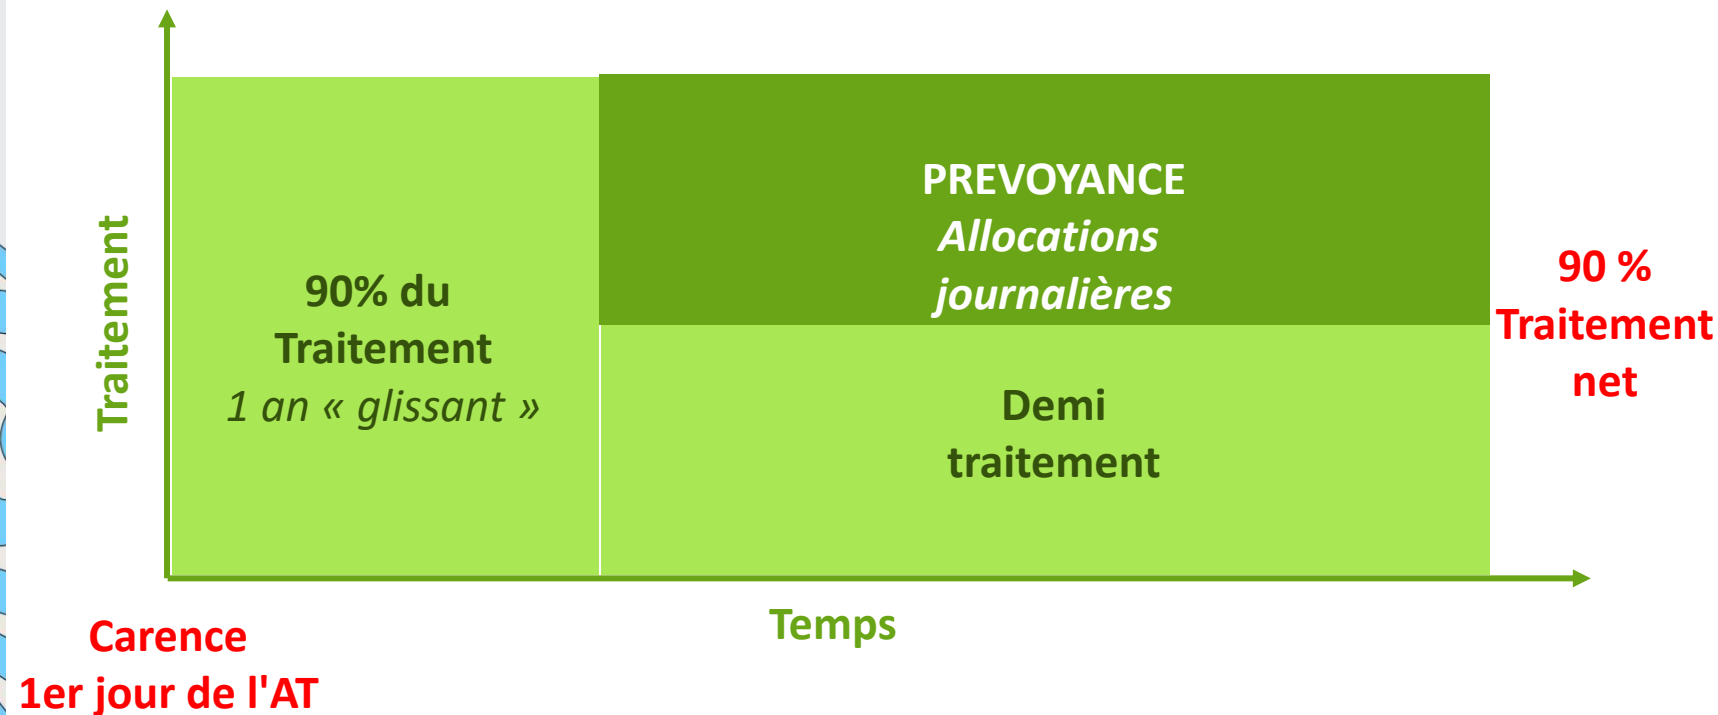 Traitement
90% du
Traitement
1 an « glissant »
PREVOYANCE
Allocations
journalières
Demi
traitement
90 %
Traitement
net
Temps
Carence
1er jour de l'AT